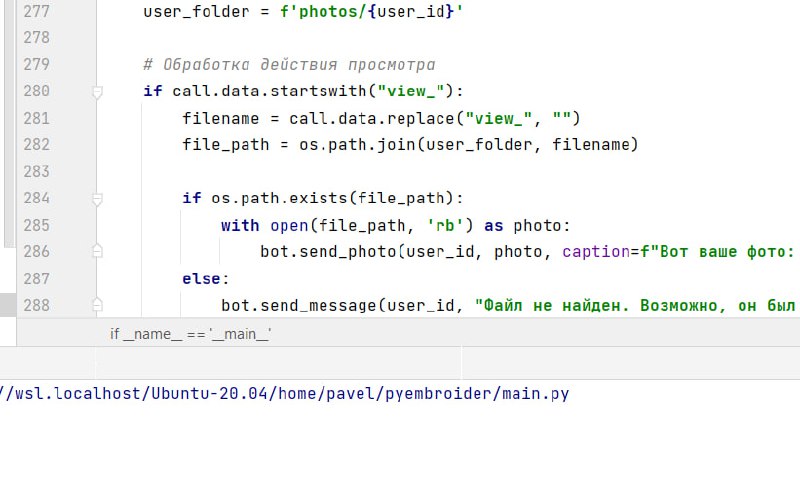 277 user_folder = f'photos/{user_id}'
278
279 # Обработка действия просмотра
280 if call.data.startswith("view_"):
281 filename = call.data.replace("view_", "")
282 file_path = os.path.join(user_folder, filename)
283
284 if os.path.exists(file_path):
285 with open(file_path, 'rb') as photo:
286 bot.send_photo(user_id, photo, caption=f"Вот ваше фото:
287 else:
288 bot.send_message(user_id, "Файл не найден. Возможно, он был
if __name__ == '__main__'
//wsl.localhost/Ubuntu-20.04/home/pavel/pyembroider/main.py